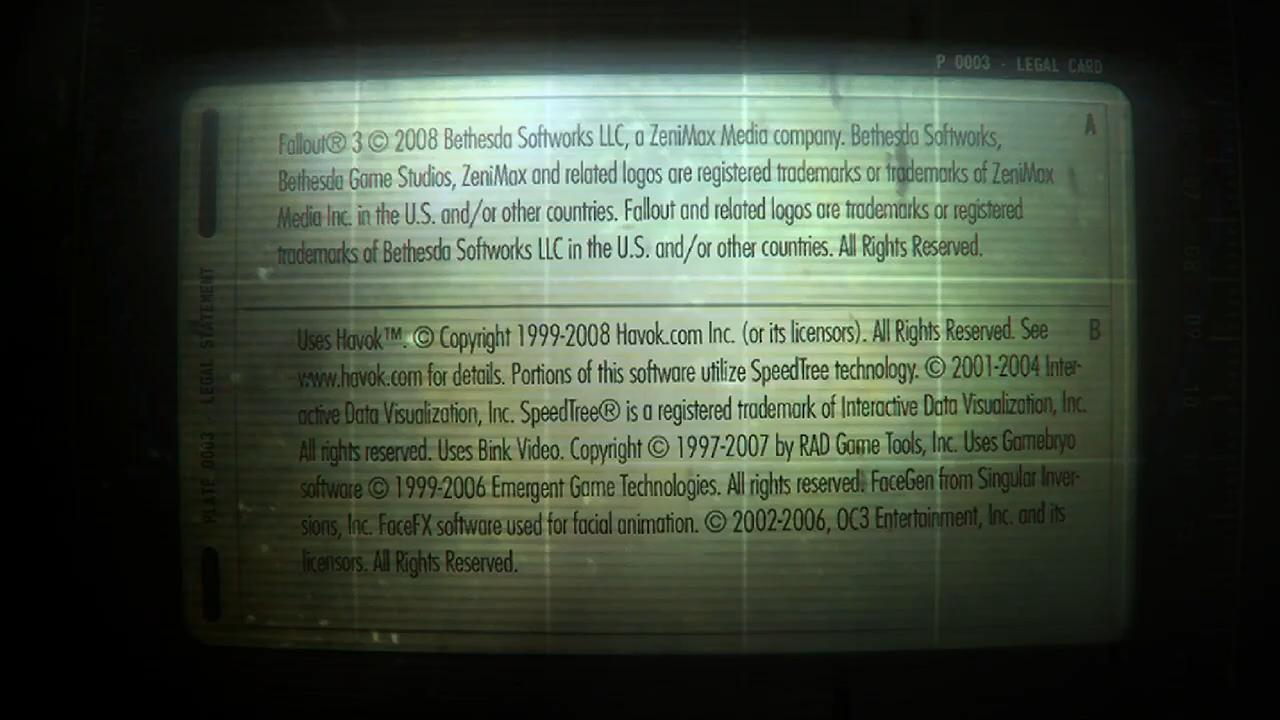 P 0003 - LEGAL CARD
A
Fallout® 3 © 2008 Bethesda Softworks LLC, a ZeniMax Media company. Bethesda Softworks,
Bethesda Game Studios, ZeniMax and related logos are registered trademarks or trademarks of ZeniMax
Media Inc. in the U.S. and/or other countries. Fallout and related logos are trademarks or registered
trademarks of Bethesda Softworks LLC in the U.S. and/or other countries. All Rights Reserved.
B
Uses Havok™. © Copyright 1999-2008 Havok.com Inc. (or its licensors). All Rights Reserved. See
www.havok.com for details. Portions of this software utilize SpeedTree technology. © 2001-2004 Inter-
active Data Visualization, Inc. SpeedTree® is a registered trademark of Interactive Data Visualization, Inc.
All rights reserved. Uses Bink Video. Copyright © 1997-2007 by RAD Game Tools, Inc. Uses Gamebryo
software © 1999-2006 Emergent Game Technologies. All rights reserved. FaceGen from Singular Inver-
sions, Inc. FaceFX software used for facial animation. © 2002-2006, OC3 Entertainment, Inc. and its
licensors. All Rights Reserved.
PLATE 0003 - LEGAL STATEMENT